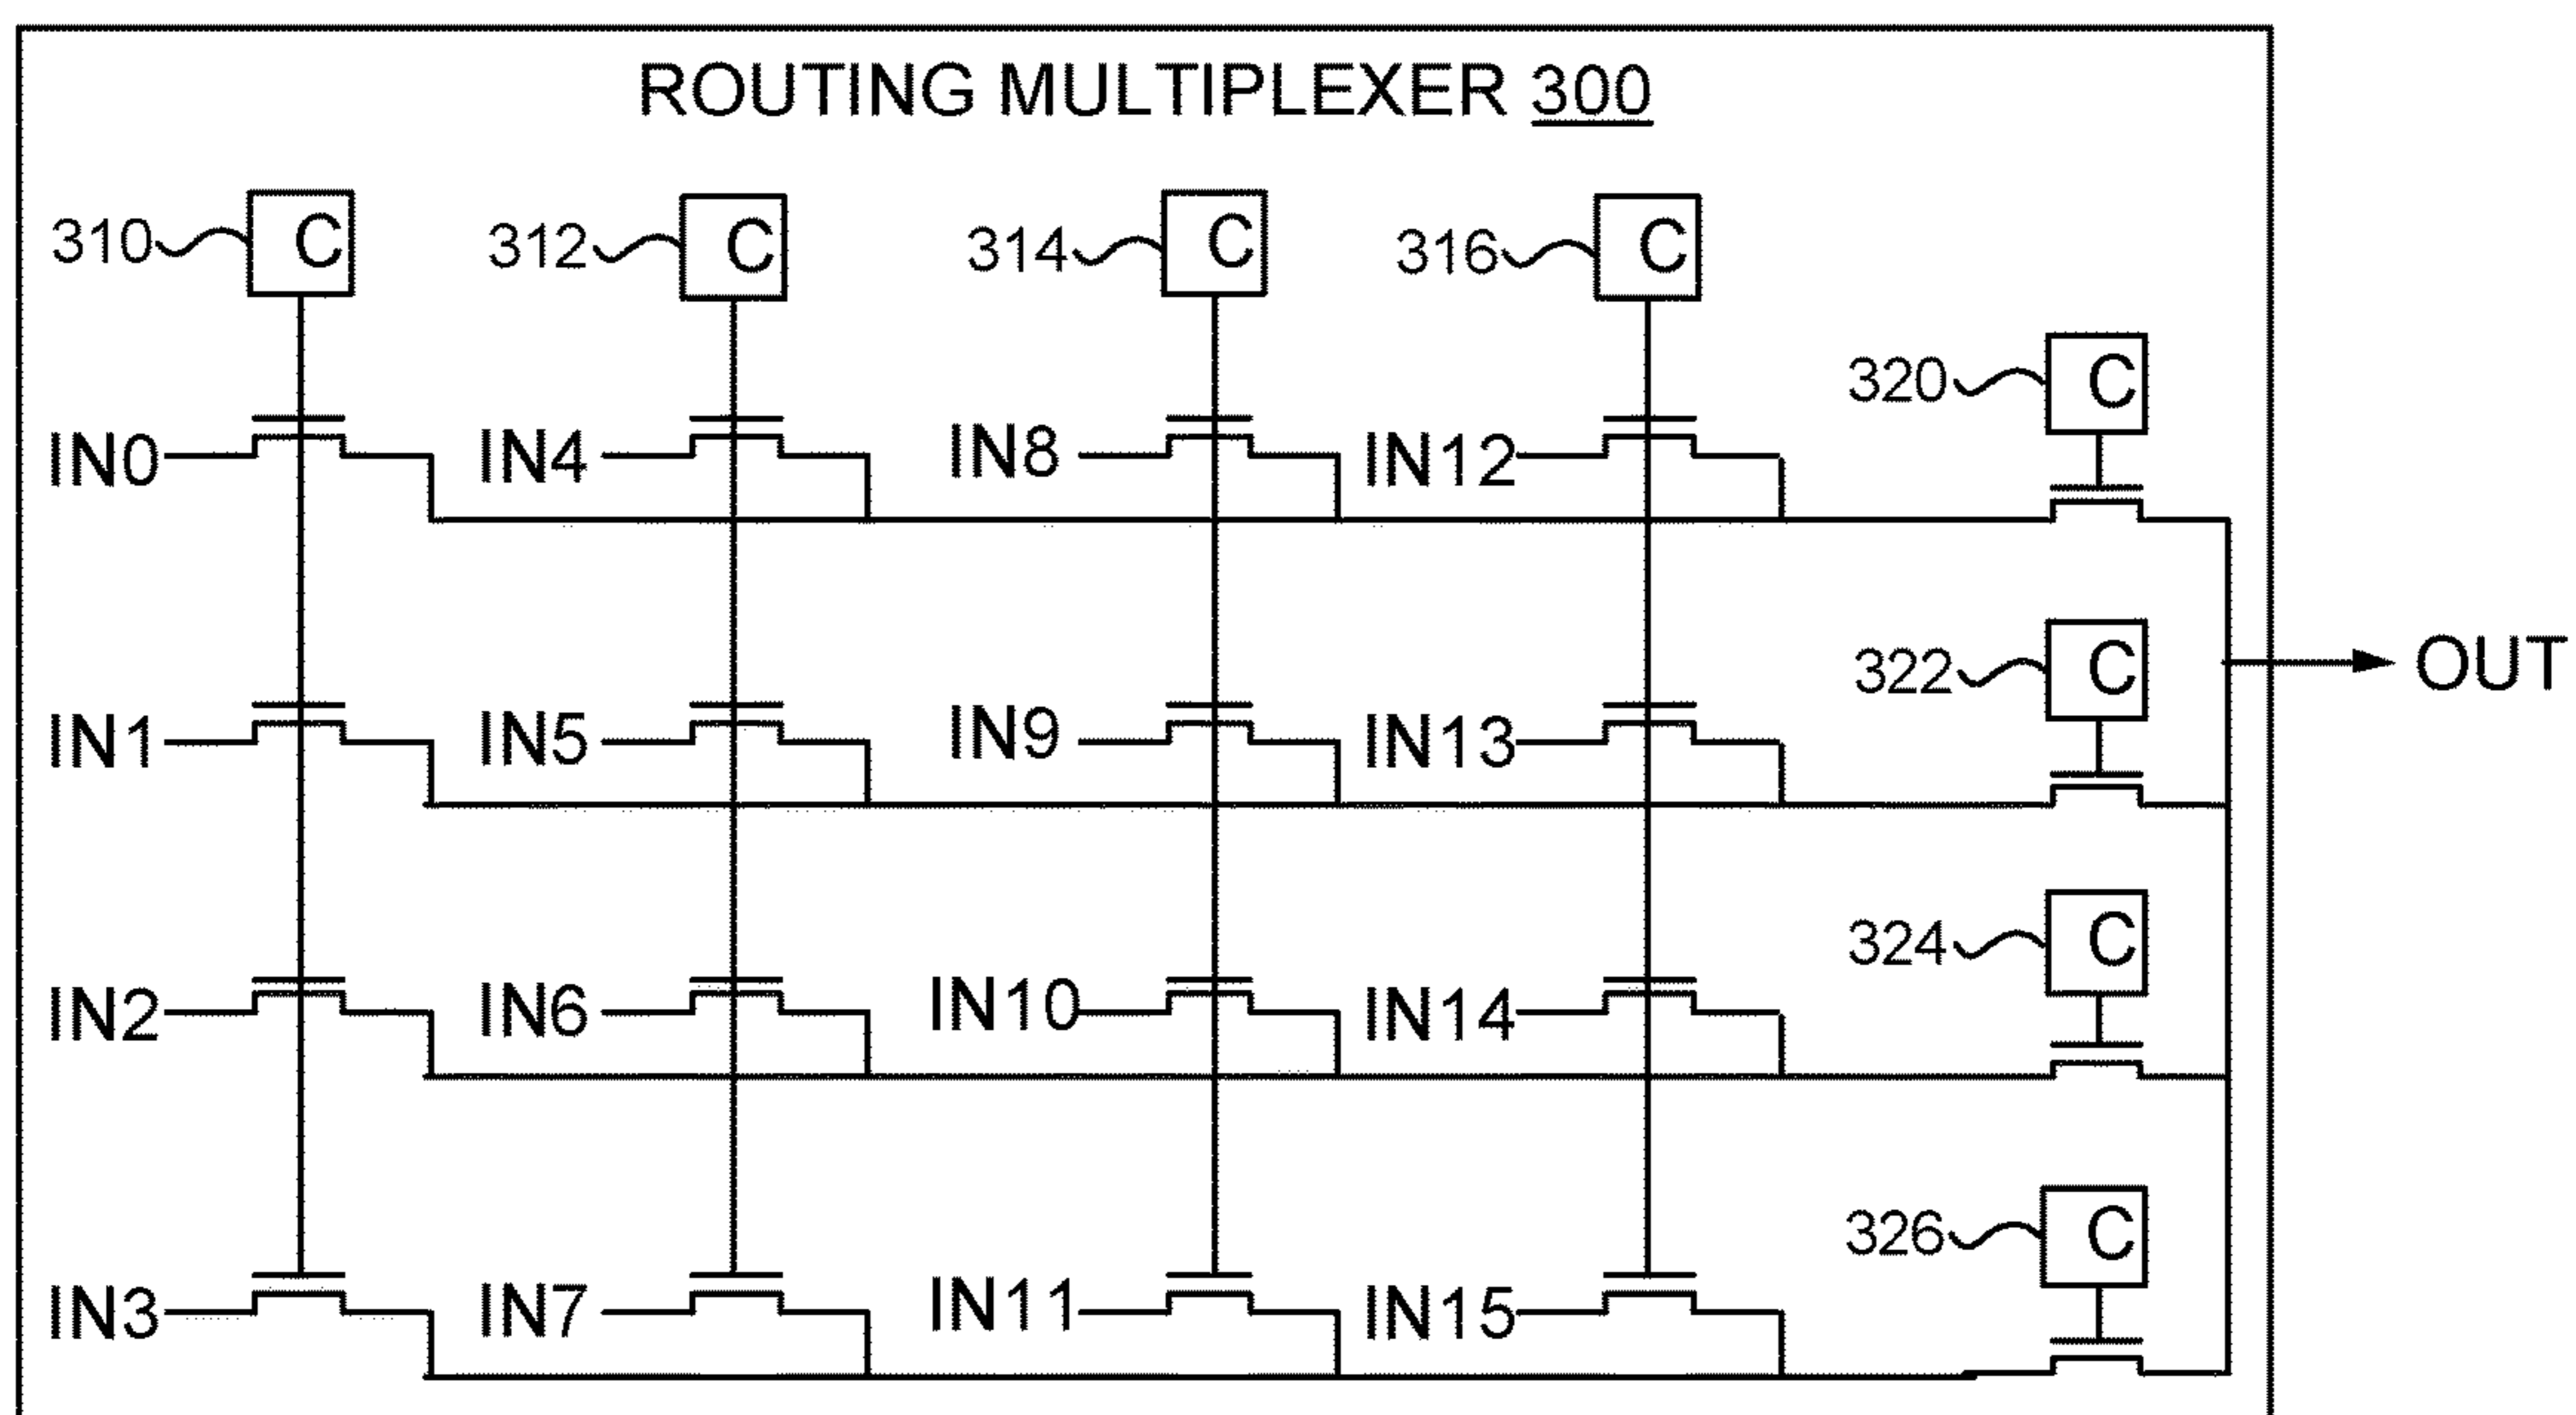 ROUTING MULTIPLEXER 300
310 C 312 C 314 C 316 C
320 C
IN0 IN4 IN8 IN12
322 C OUT
IN1 IN5 IN9 IN13
324 C
IN2 IN6 IN10 IN14
326 C
IN3 IN7 IN11 IN15